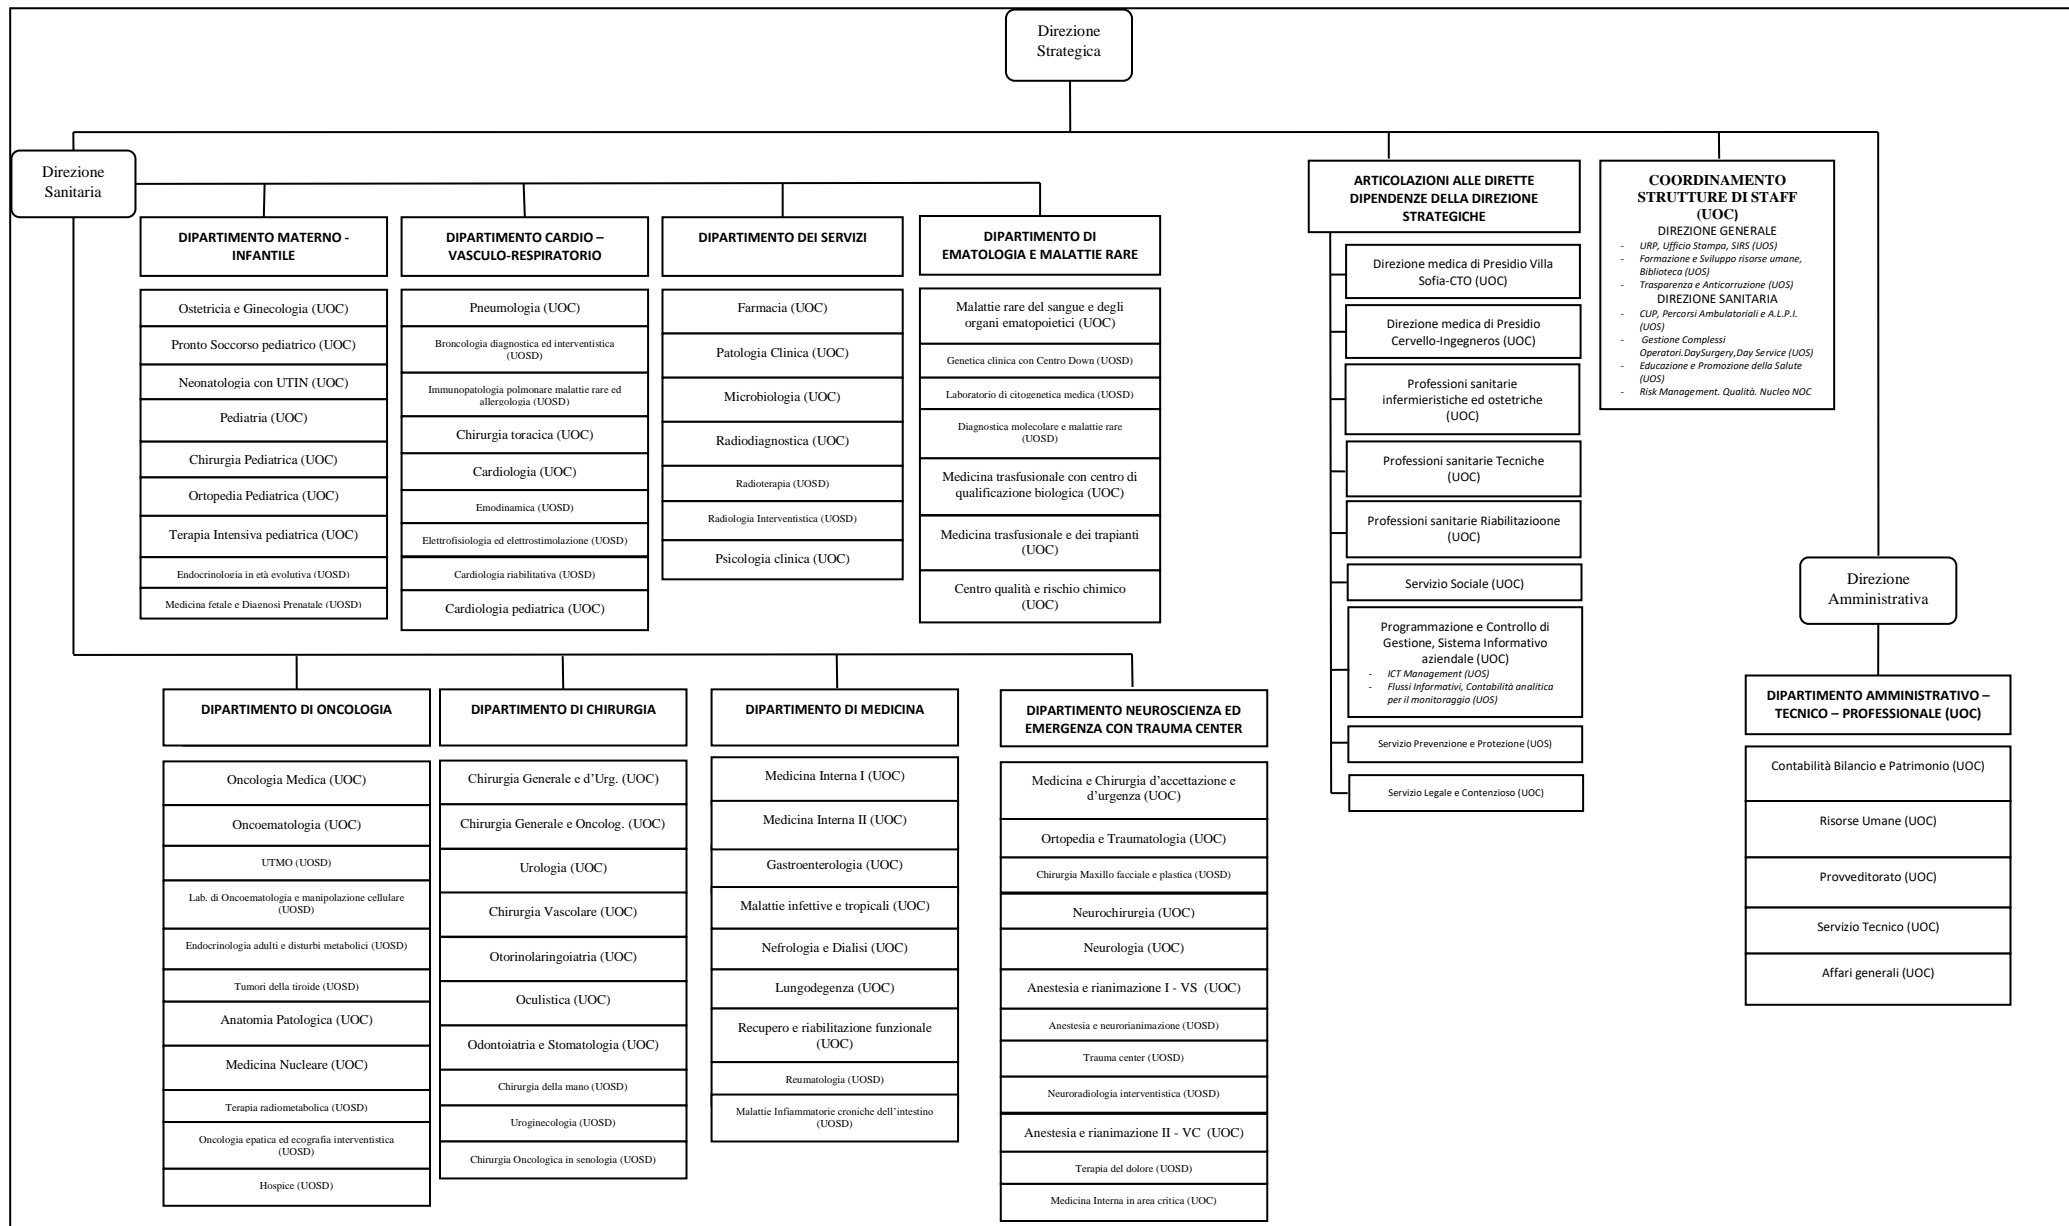 Direzione
Strategica
Direzione
Sanitaria
DIPARTIMENTO MATERNO -
INFANTILE
Ostetricia e Ginecologia (UOC)
Pronto Soccorso pediatrico (UOC)
Neonatologia con UTIN (UOC)
Pediatria (UOC)
Chirurgia Pediatrica (UOC)
Ortopedia Pediatrica (UOC)
Terapia Intensiva pediatrica (UOC)
Endocrinologia in età evolutiva (UOSD)
Medicina fetale e Diagnosi Prenatale (UOSD)
DIPARTIMENTO CARDIO –
VASCULO-RESPIRATORIO
Pneumologia (UOC)
Broncologia diagnostica ed interventistica
(UOSD)
Immunopatologia polmonare malattie rare ed
allergologia (UOSD)
Chirurgia toracica (UOC)
Cardiologia (UOC)
Emodinamica (UOSD)
Elettrofisiologia ed elettrostimolazione (UOSD)
Cardiologia riabilitativa (UOSD)
Cardiologia pediatrica (UOC)
DIPARTIMENTO DEI SERVIZI
Farmacia (UOC)
Patologia Clinica (UOC)
Microbiologia (UOC)
Radiodiagnostica (UOC)
Radioterapia (UOSD)
Radiologia Interventistica (UOSD)
Psicologia clinica (UOC)
DIPARTIMENTO DI
EMATOLOGIA E MALATTIE RARE
Malattie rare del sangue e degli
organi ematopoietici (UOC)
Genetica clinica con Centro Down (UOSD)
Laboratorio di citogenetica medica (UOSD)
Diagnostica molecolare e malattie rare
(UOSD)
Medicina trasfusionale con centro di
qualificazione biologica (UOC)
Medicina trasfusionale e dei trapianti
(UOC)
Centro qualità e rischio chimico
(UOC)
ARTICOLAZIONI ALLE DIRETTE
DIPENDENZE DELLA DIREZIONE
STRATEGICHE
Direzione medica di Presidio Villa
Sofia-CTO (UOC)
Direzione medica di Presidio
Cervello-Ingegneros (UOC)
Professioni sanitarie
infermieristiche ed ostetriche
(UOC)
Professioni sanitarie Tecniche
(UOC)
Professioni sanitarie Riabilitazioone
(UOC)
Servizio Sociale (UOC)
Programmazione e Controllo di
Gestione, Sistema Informativo
aziendale (UOC)
- ICT Management (UOS)
- Flussi Informativi, Contabilità analitica
per il monitoraggio (UOS)
Servizio Prevenzione e Protezione (UOS)
Servizio Legale e Contenzioso (UOC)
COORDINAMENTO
STRUTTURE DI STAFF
(UOC)
DIREZIONE GENERALE
- URP, Ufficio Stampa, SIRS (UOS)
- Formazione e Sviluppo risorse umane,
Biblioteca (UOS)
- Trasparenza e Anticorruzione (UOS)
DIREZIONE SANITARIA
- CUP, Percorsi Ambulatoriali e A.L.P.I.
(UOS)
- Gestione Complessi
Operatori.DaySurgery,Day Service (UOS)
- Educazione e Promozione della Salute
(UOS)
- Risk Management. Qualità. Nucleo NOC
Direzione
Amministrativa
DIPARTIMENTO AMMINISTRATIVO –
TECNICO – PROFESSIONALE (UOC)
Contabilità Bilancio e Patrimonio (UOC)
Risorse Umane (UOC)
Provveditorato (UOC)
Servizio Tecnico (UOC)
Affari generali (UOC)
DIPARTIMENTO DI ONCOLOGIA
Oncologia Medica (UOC)
Oncoematologia (UOC)
UTMO (UOSD)
Lab. di Oncoematologia e manipolazione cellulare
(UOSD)
Endocrinologia adulti e disturbi metabolici (UOSD)
Tumori della tiroide (UOSD)
Anatomia Patologica (UOC)
Medicina Nucleare (UOC)
Terapia radiometabolica (UOSD)
Oncologia epatica ed ecografia interventistica
(UOSD)
Hospice (UOSD)
DIPARTIMENTO DI CHIRURGIA
Chirurgia Generale e d’Urg. (UOC)
Chirurgia Generale e Oncolog. (UOC)
Urologia (UOC)
Chirurgia Vascolare (UOC)
Otorinolaringoiatria (UOC)
Oculistica (UOC)
Odontoiatria e Stomatologia (UOC)
Chirurgia della mano (UOSD)
Uroginecologia (UOSD)
Chirurgia Oncologica in senologia (UOSD)
DIPARTIMENTO DI MEDICINA
Medicina Interna I (UOC)
Medicina Interna II (UOC)
Gastroenterologia (UOC)
Malattie infettive e tropicali (UOC)
Nefrologia e Dialisi (UOC)
Lungodegenza (UOC)
Recupero e riabilitazione funzionale
(UOC)
Reumatologia (UOSD)
Malattie Infiammatorie croniche dell’intestino
(UOSD)
DIPARTIMENTO NEUROSCIENZA ED
EMERGENZA CON TRAUMA CENTER
Medicina e Chirurgia d’accettazione e
d’urgenza (UOC)
Ortopedia e Traumatologia (UOC)
Chirurgia Maxillo facciale e plastica (UOSD)
Neurochirurgia (UOC)
Neurologia (UOC)
Anestesia e rianimazione I - VS (UOC)
Anestesia e neurorianimazione (UOSD)
Trauma center (UOSD)
Neuroradiologia interventistica (UOSD)
Anestesia e rianimazione II - VC (UOC)
Terapia del dolore (UOSD)
Medicina Interna in area critica (UOC)